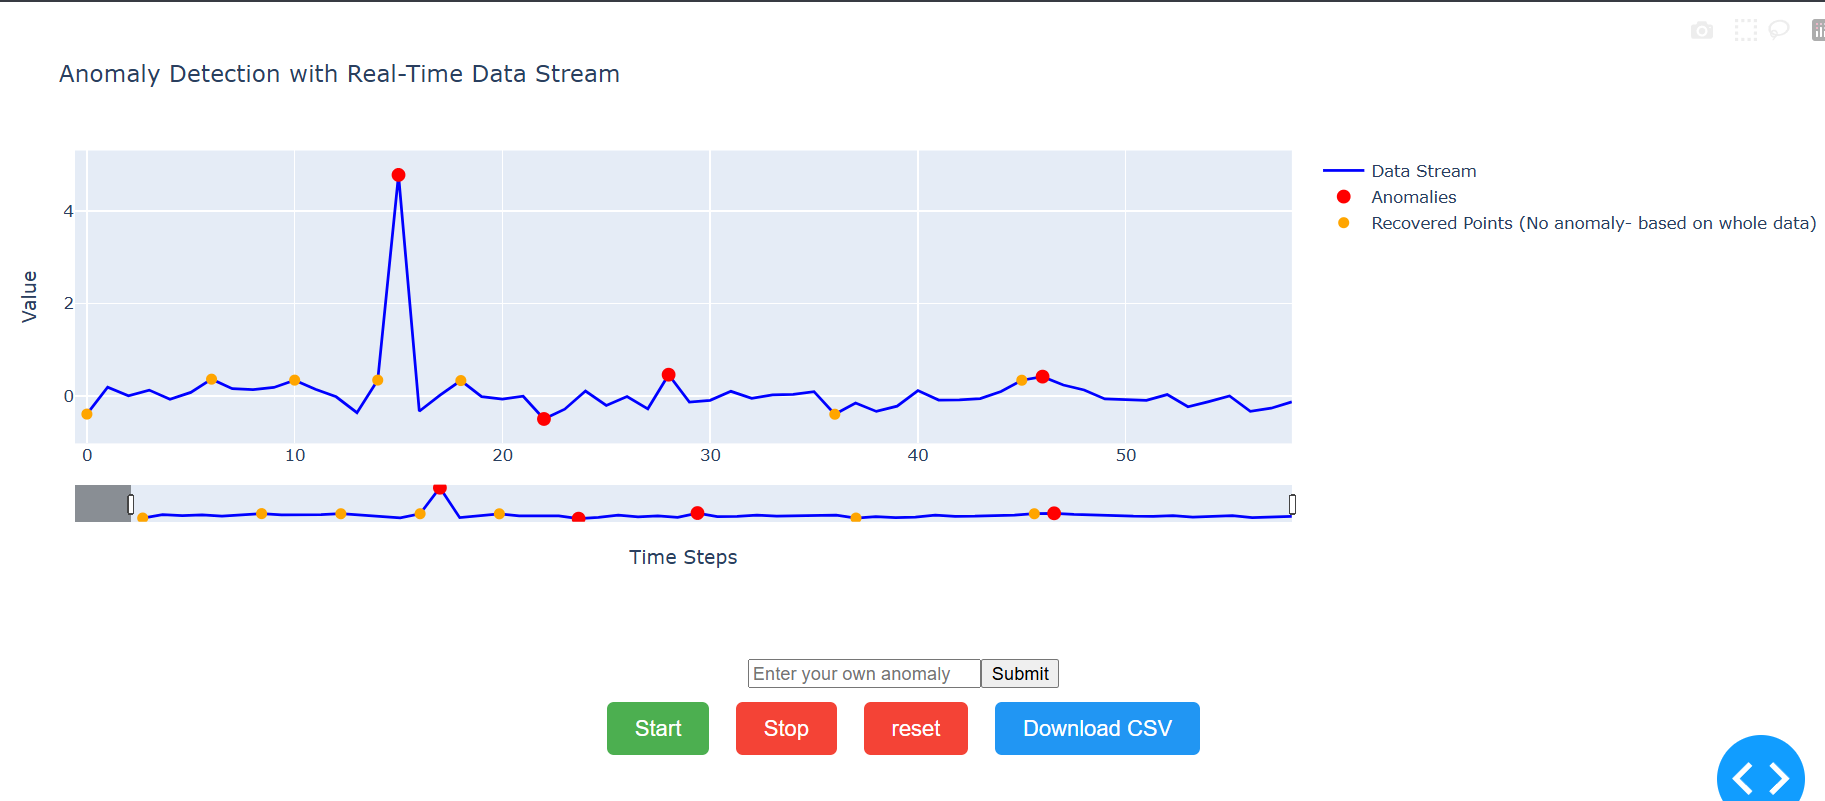 Anomaly Detection with Real-Time Data Stream
Data Stream
Anomalies
Recovered Points (No anomaly- based on whole data)
Value
4
2
0
0 10 20 30 40 50
Time Steps
Enter your own anomaly Submit
Start Stop reset Download CSV